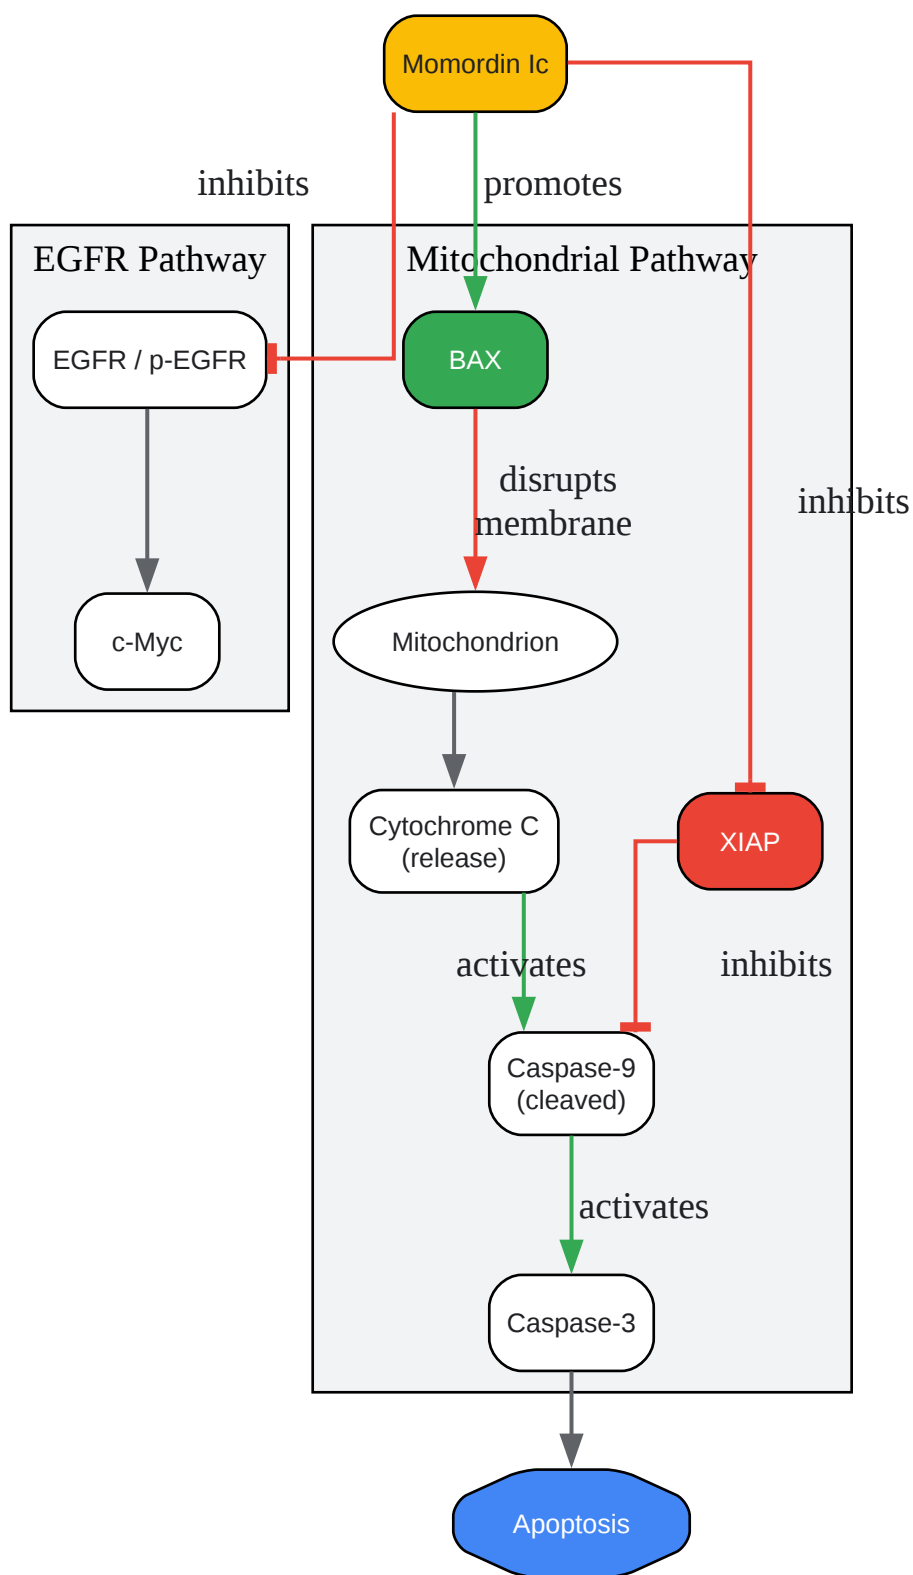 Momordin Ic
inhibits
promotes
EGFR Pathway
Mitochondrial Pathway
EGFR / p-EGFR
BAX
disrupts
membrane
inhibits
c-Myc
Mitochondrion
Cytochrome C
(release)
XIAP
activates
inhibits
Caspase-9
(cleaved)
activates
Caspase-3
Apoptosis